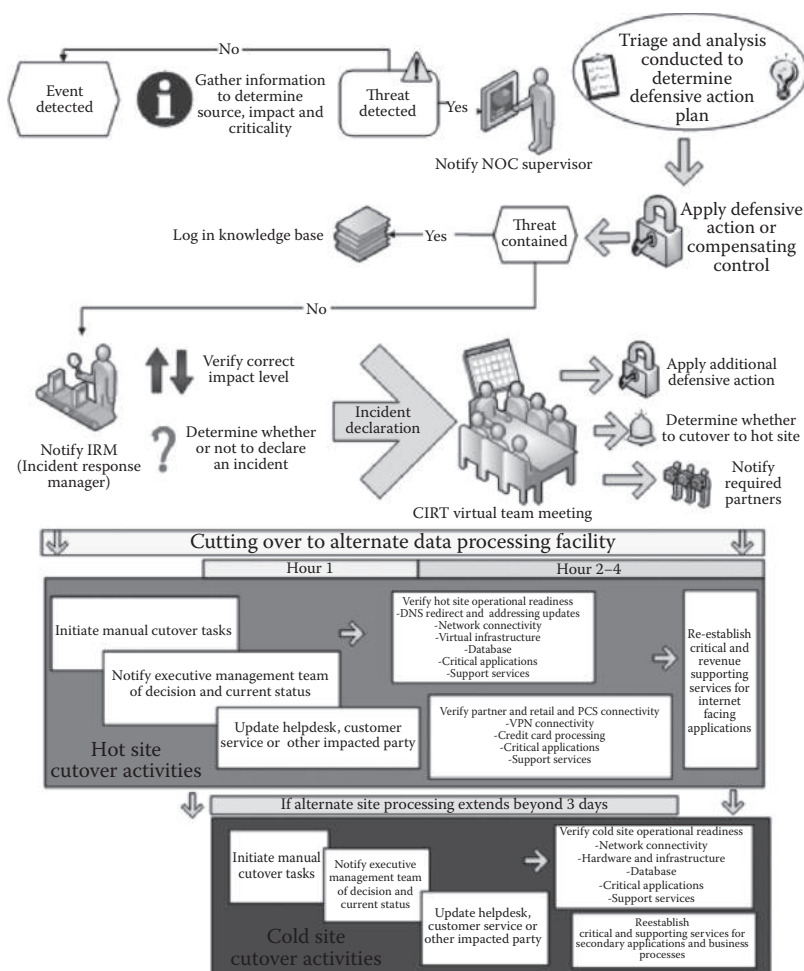 No
Event
detected
Gather information
to determine
source, impact and
criticality
Threat
detected
Yes
Notify NOC supervisor
Triage and analysis
conducted to
determine
defensive action
plan
Apply defensive
action or
compensating
control
Threat
contained
Yes
Log in knowledge base
No
Notify IRM
(Incident response
manager)
Verify correct
impact level
Determine whether
or not to declare
an incident
Incident
declaration
CIRT virtual team meeting
Apply additional
defensive action
Determine whether
to cutover to hot site
Notify
required
partners
Cutting over to alternate data processing facility
Hour 1
Hour 2–4
Initiate manual cutover tasks
Notify executive management team
of decision and current status
Update helpdesk, customer
service or other impacted party
Verify hot site operational readiness
-DNS redirect and addressing updates
-Network connectivity
-Virtual infrastructure
-Database
-Critical applications
-Support services
Verify partner and retail and PCS connectivity
-VPN connectivity
-Credit card processing
-Critical applications
-Support services
Re-establish
critical and
revenue
supporting
services for
internet
facing
applications
Hot site
cutover activities
If alternate site processing extends beyond 3 days
Initiate manual
cutover tasks
Notify executive
management team
of decision and
current status
Update helpdesk,
customer service or
other impacted party
Verify cold site operational readiness
-Network connectivity
-Hardware and infrastructure
-Database
-Critical applications
-Support services
Reestablish
critical and supporting services for
secondary applications and business
processes
Cold site
cutover activities